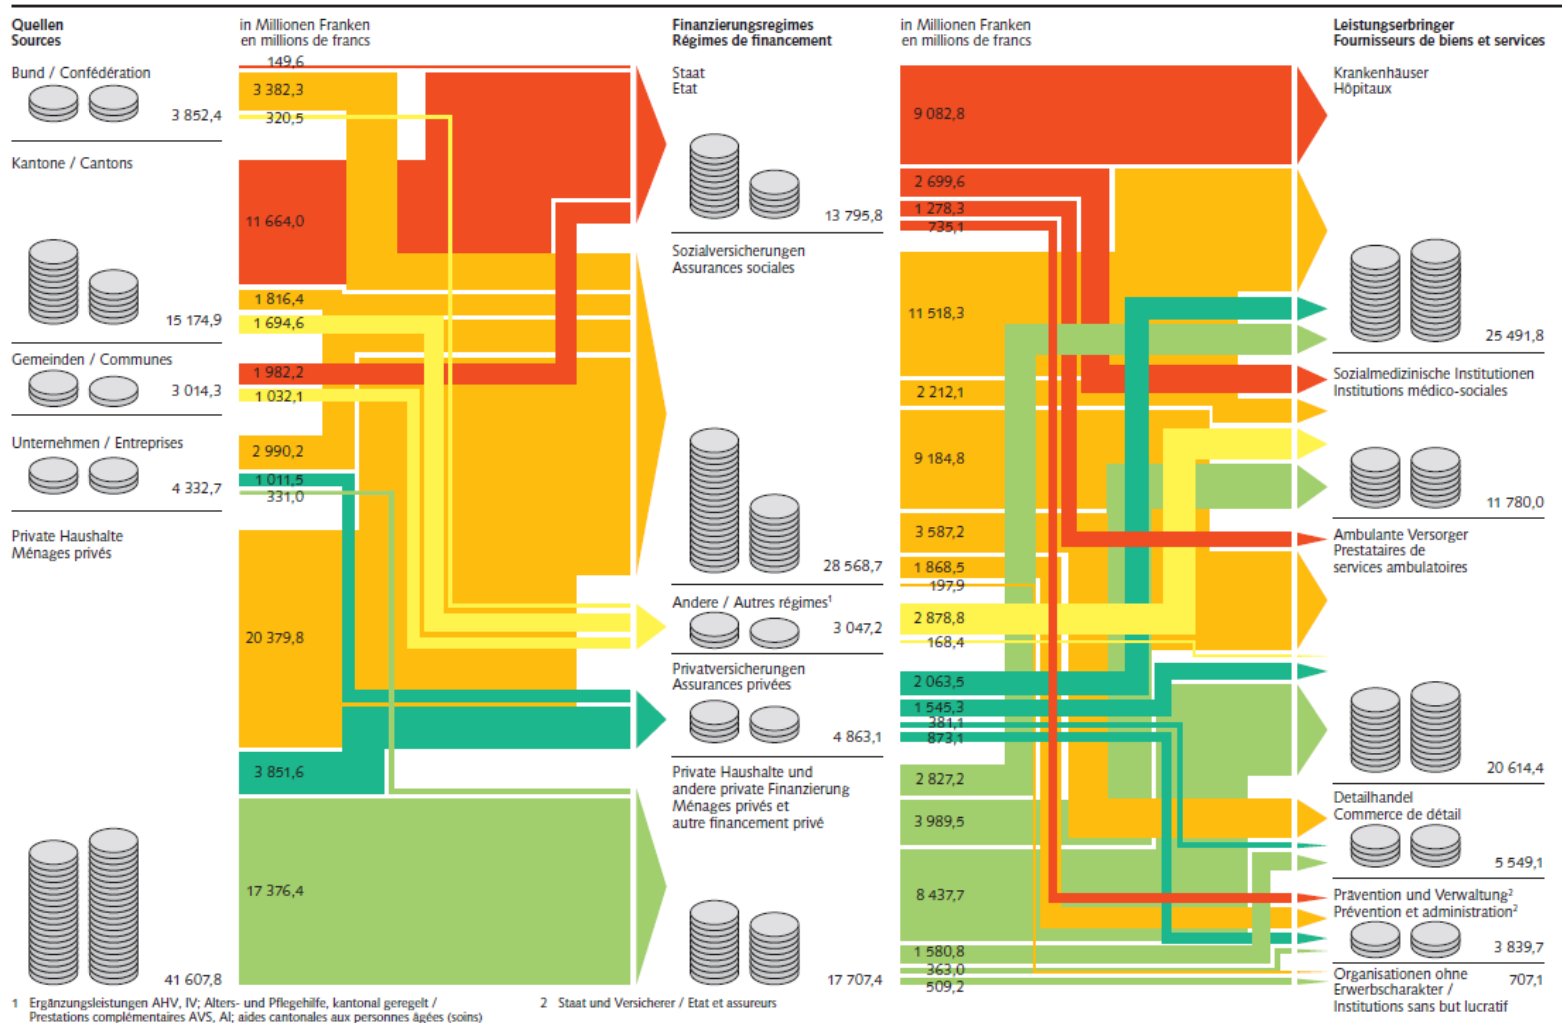 Quellen
Sources
in Millionen Franken
en millions de francs
Finanzierungsregimes
Régimes de financement
in Millionen Franken
en millions de francs
Leistungserbringer
Fournisseurs de biens et services
Bund / Confédération
3 852,4
Kantone / Cantons
15 174,9
Gemeinden / Communes
3 014,3
Unternehmen / Entreprises
4 332,7
Private Haushalte
Ménages privés
41 607,8
149,6
3 382,3
320,5
11 664,0
1 816,4
1 694,6
1 982,2
1 032,1
2 990,2
1 011,5
331,0
20 379,8
3 851,6
17 376,4
Staat
Etat
13 795,8
Sozialversicherungen
Assurances sociales
28 568,7
Andere / Autres régimes¹
3 047,2
Privatversicherungen
Assurances privées
4 863,1
Private Haushalte und
andere private Finanzierung
Ménages privés et
autre financement privé
17 707,4
9 082,8
2 699,6
1 278,3
735,1
11 518,3
2 212,1
9 184,8
3 587,2
1 868,5
197,9
2 878,8
168,4
2 063,5
1 545,3
381,1
873,1
2 827,2
3 989,5
8 437,7
1 580,8
363,0
509,2
Krankenhäuser
Hôpitaux
25 491,8
Sozialmedizinische Institutionen
Institutions médico-sociales
11 780,0
Ambulante Versorger
Prestataires de
services ambulatoires
20 614,4
Detailhandel
Commerce de détail
5 549,1
Prävention und Verwaltung²
Prévention et administration²
3 839,7
Organisationen ohne
Erwerbscharakter /
Institutions sans but lucratif
707,1
1 Ergänzungsleistungen AHV, IV; Alters- und Pflegehilfe, kantonal geregelt /
Prestations complémentaires AVS, AI; aides cantonales aux personnes âgées (soins)
2 Staat und Versicherer / Etat et assureurs